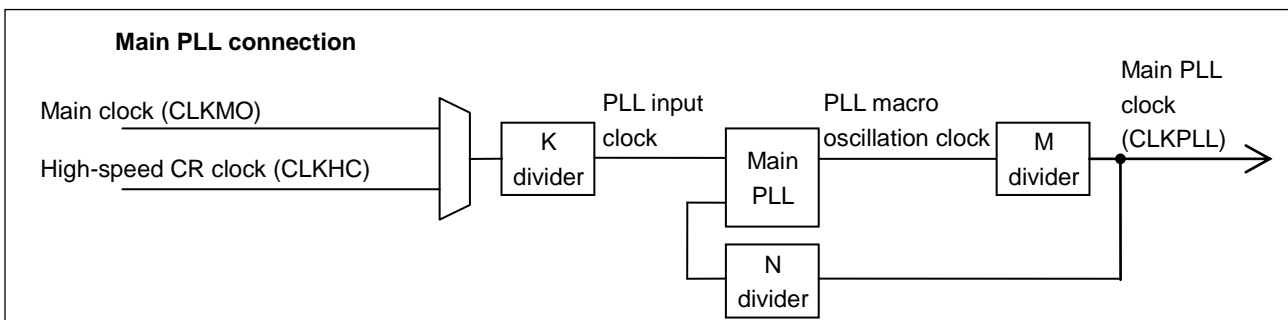 Main PLL connection
Main clock (CLKMO)
High-speed CR clock (CLKHC)
K
divider
PLL input
clock
Main
PLL
PLL macro
oscillation clock
M
divider
Main PLL
clock
(CLKPLL)
N
divider